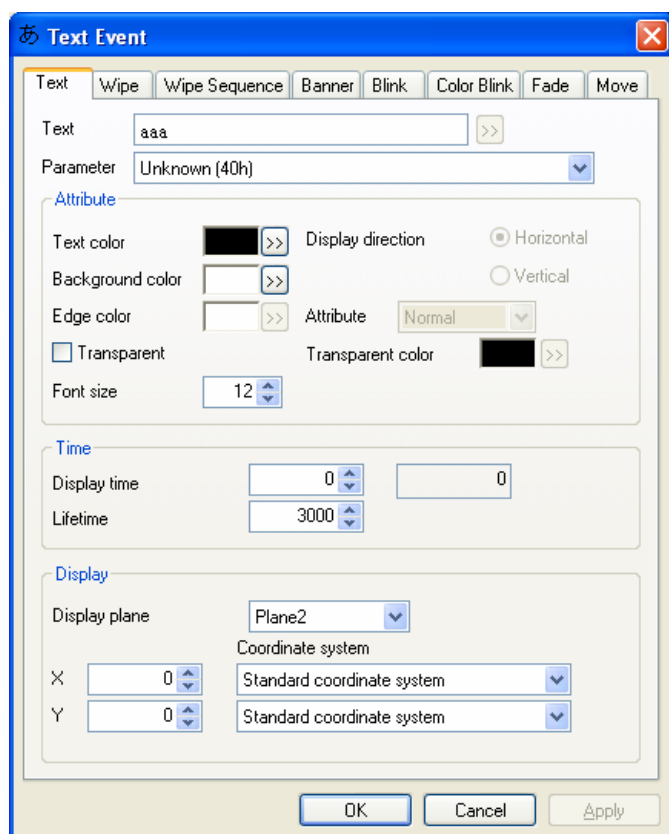 あ Text Event
Text Wipe Wipe Sequence Banner Blink Color Blink Fade Move
Text aaa >>
Parameter Unknown (40h)
Attribute
Text color >> Display direction Horizontal
Background color >> Vertical
Edge color >> Attribute Normal
Transparent Transparent color >>
Font size 12
Time
Display time 0 0
Lifetime 3000
Display
Display plane Plane2
Coordinate system
X 0 Standard coordinate system
Y 0 Standard coordinate system
OK Cancel Apply